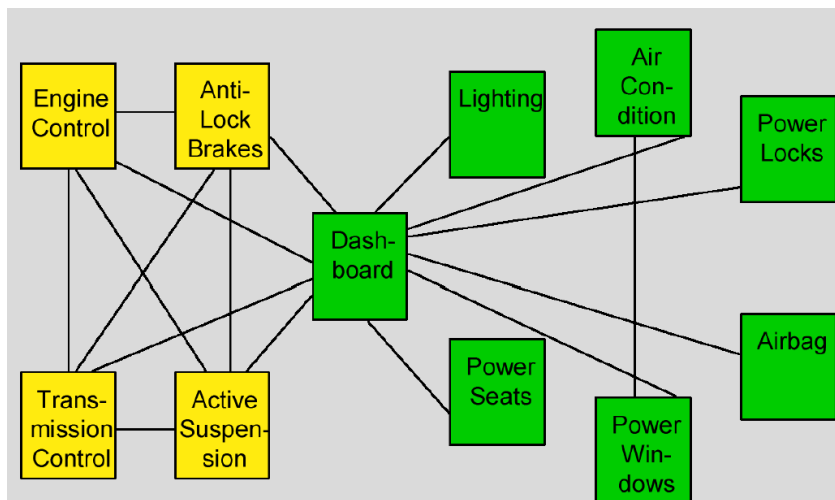 Engine
Control
Anti-
Lock
Brakes
Lighting
Air
Con-
dition
Power
Locks
Dash-
board
Trans-
mission
Control
Active
Suspen-
sion
Power
Seats
Power
Win-
dows
Airbag